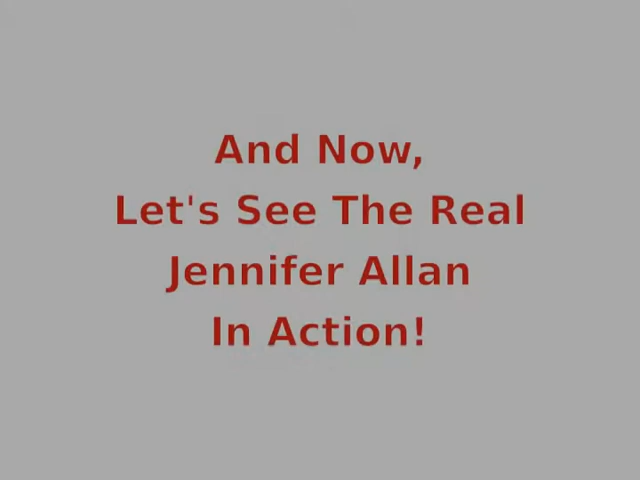 And Now,
Let's See The Real
Jennifer Allan
In Action!